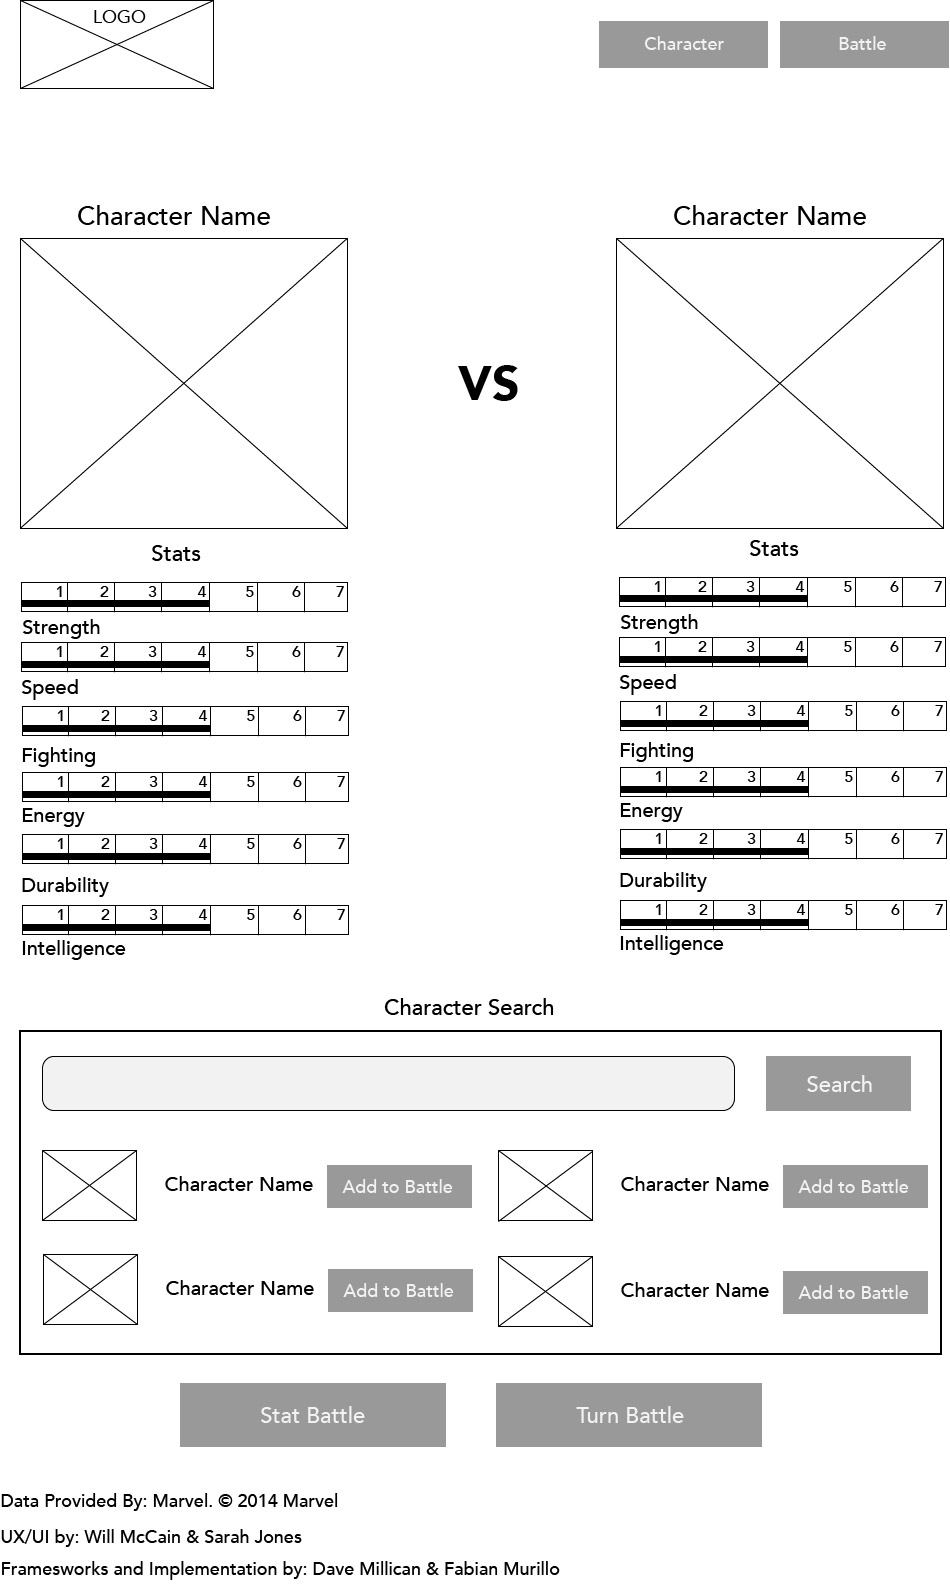 LOGO
Character Battle
Character Name Character Name
VS
Stats Stats
1 2 3 4 5 6 7 1 2 3 4 5 6 7
Strength Strength
1 2 3 4 5 6 7 1 2 3 4 5 6 7
Speed Speed
1 2 3 4 5 6 7 1 2 3 4 5 6 7
Fighting Fighting
1 2 3 4 5 6 7 1 2 3 4 5 6 7
Energy Energy
1 2 3 4 5 6 7 1 2 3 4 5 6 7
Durability Durability
1 2 3 4 5 6 7 1 2 3 4 5 6 7
Intelligence Intelligence
Character Search
Search
Character Name Add to Battle Character Name Add to Battle
Character Name Add to Battle Character Name Add to Battle
Stat Battle Turn Battle
Data Provided By: Marvel. © 2014 Marvel
UX/UI by: Will McCain & Sarah Jones
Framesworks and Implementation by: Dave Millican & Fabian Murillo